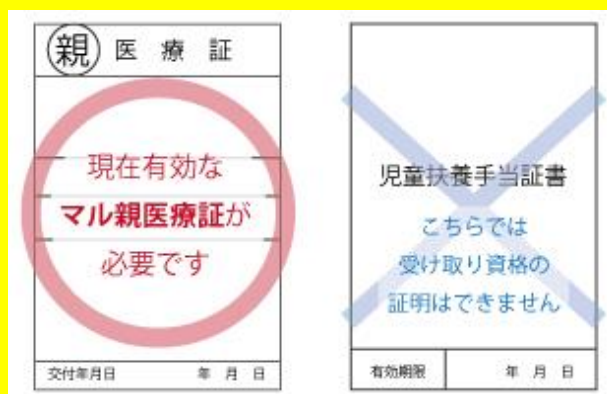 親 医療証
現在有効な
マル親医療証が
必要です
交付年月日 年 月 日
児童扶養手当証書
こちらでは
受け取り資格の
証明はできません
有効期限 年 月 日